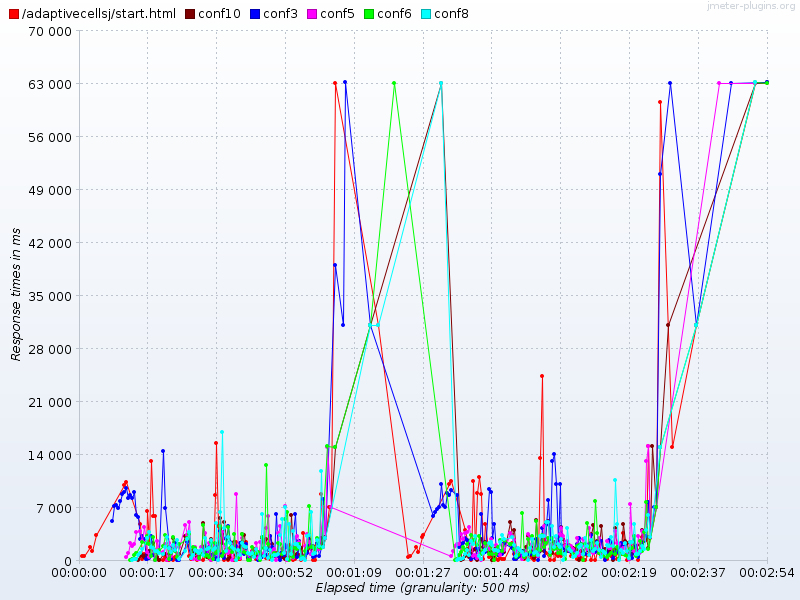 /adaptivecellsj/start.html conf10 conf3 conf5 conf6 conf8
jmeter-plugins.org
70 000
63 000
56 000
49 000
42 000
35 000
28 000
21 000
14 000
7 000
0
Response times in ms
00:00:00 00:00:17 00:00:34 00:00:52 00:01:09 00:01:27 00:01:44 00:02:02 00:02:19 00:02:37 00:02:54
Elapsed time (granularity: 500 ms)